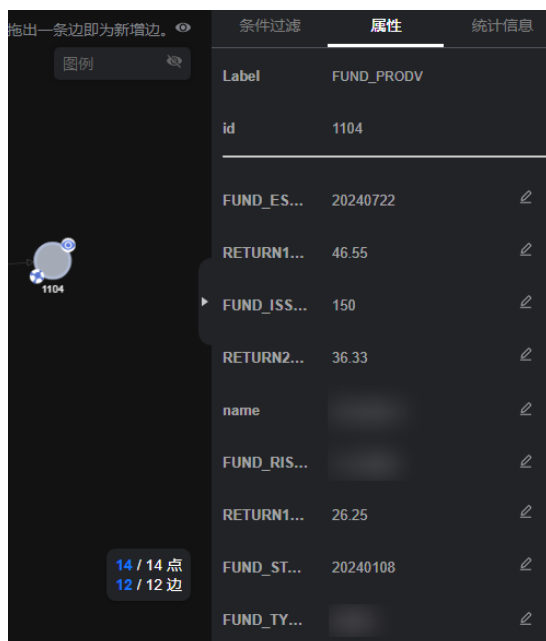 拖出一条边即为新增边。
图例
1104
14 / 14 点
12 / 12 边
条件过滤 属性 统计信息
Label FUND_PRODV
id 1104
FUND_ES... 20240722
RETURN1... 46.55
FUND_ISS... 150
RETURN2... 36.33
name
FUND_RIS...
RETURN1... 26.25
FUND_ST... 20240108
FUND_TY...